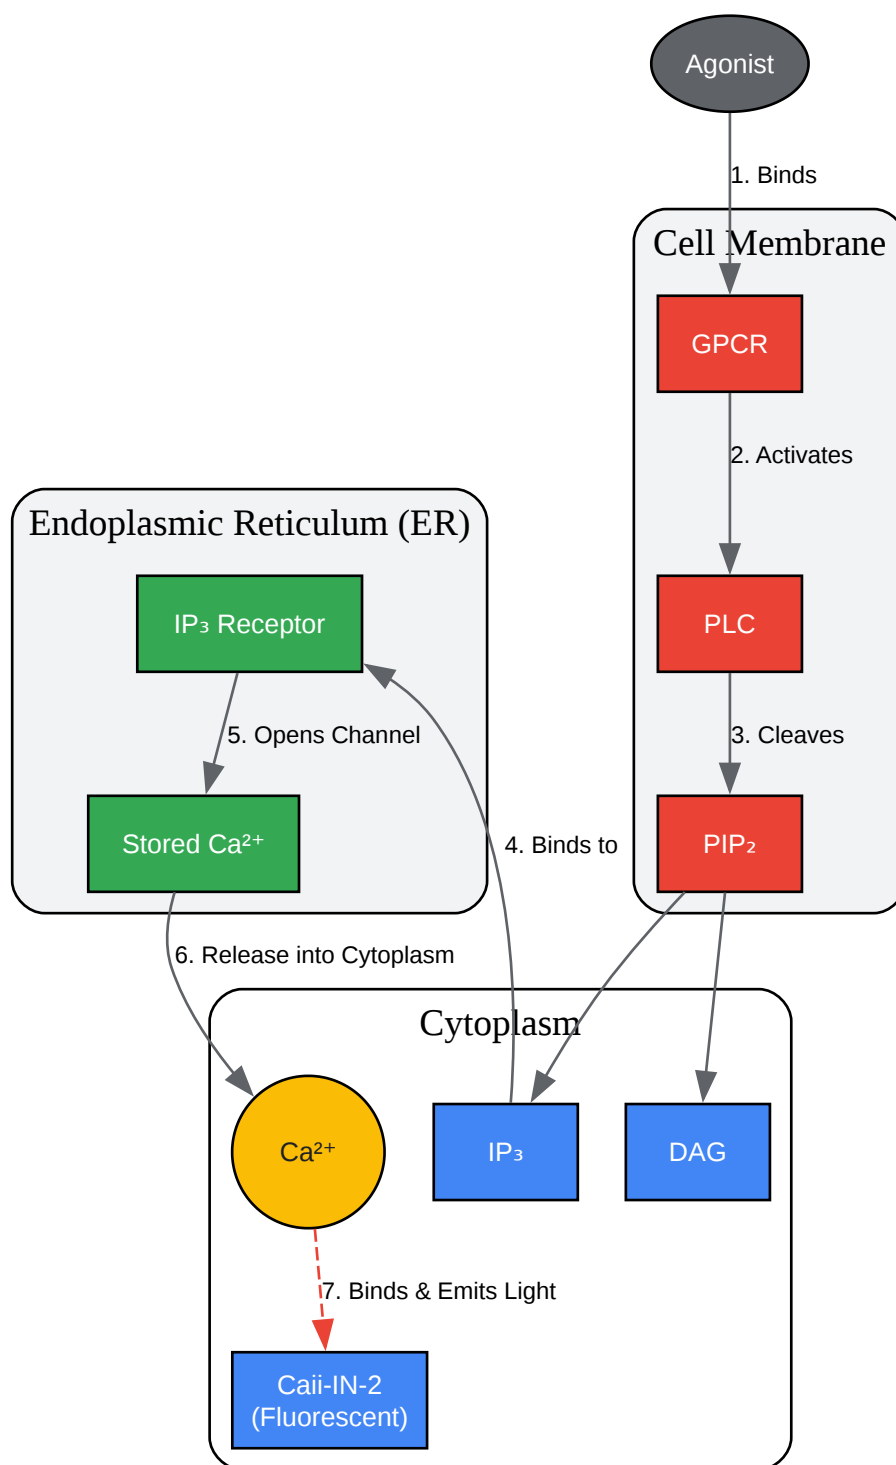 Agonist
1. Binds
Cell Membrane
GPCR
2. Activates
Endoplasmic Reticulum (ER)
IP₃ Receptor
PLC
5. Opens Channel
3. Cleaves
Stored Ca²⁺
4. Binds to
PIP₂
6. Release into Cytoplasm
Cytoplasm
Ca²⁺
IP₃
DAG
7. Binds & Emits Light
Caii-IN-2
(Fluorescent)